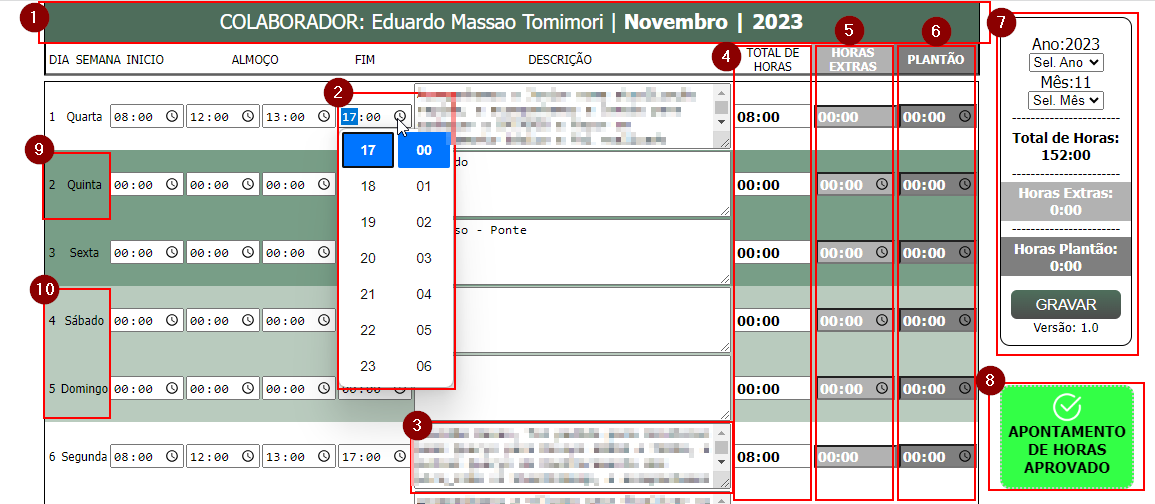 1 COLABORADOR: Eduardo Massao Tomimori | Novembro | 2023
DIA SEMANA INICIO ALMOÇO FIM DESCRIÇÃO 4 TOTAL DE HORAS 5 HORAS EXTRAS 6 PLANTÃO
2
1 Quarta 08:00 12:00 13:00 17:00 08:00 00:00 00:00
17 00
18 01
19 02
20 03
21 04
22 05
23 06
9
do
2 Quinta 00:00 00:00 00:00 00:00 00:00 00:00
so - Ponte
3 Sexta 00:00 00:00 00:00 00:00 00:00 00:00
10
4 Sábado 00:00 00:00 00:00 00:00 00:00 00:00
5 Domingo 00:00 00:00 00:00 00:00 00:00 00:00 00:00
3
6 Segunda 08:00 12:00 13:00 17:00 08:00 00:00 00:00
7
Ano:2023
Sel. Ano
Mês:11
Sel. Mês
------------------------
Total de Horas:
152:00
------------------------
Horas Extras:
0:00
------------------------
Horas Plantão:
0:00
GRAVAR
Versão: 1.0
8
APONTAMENTO
DE HORAS
APROVADO